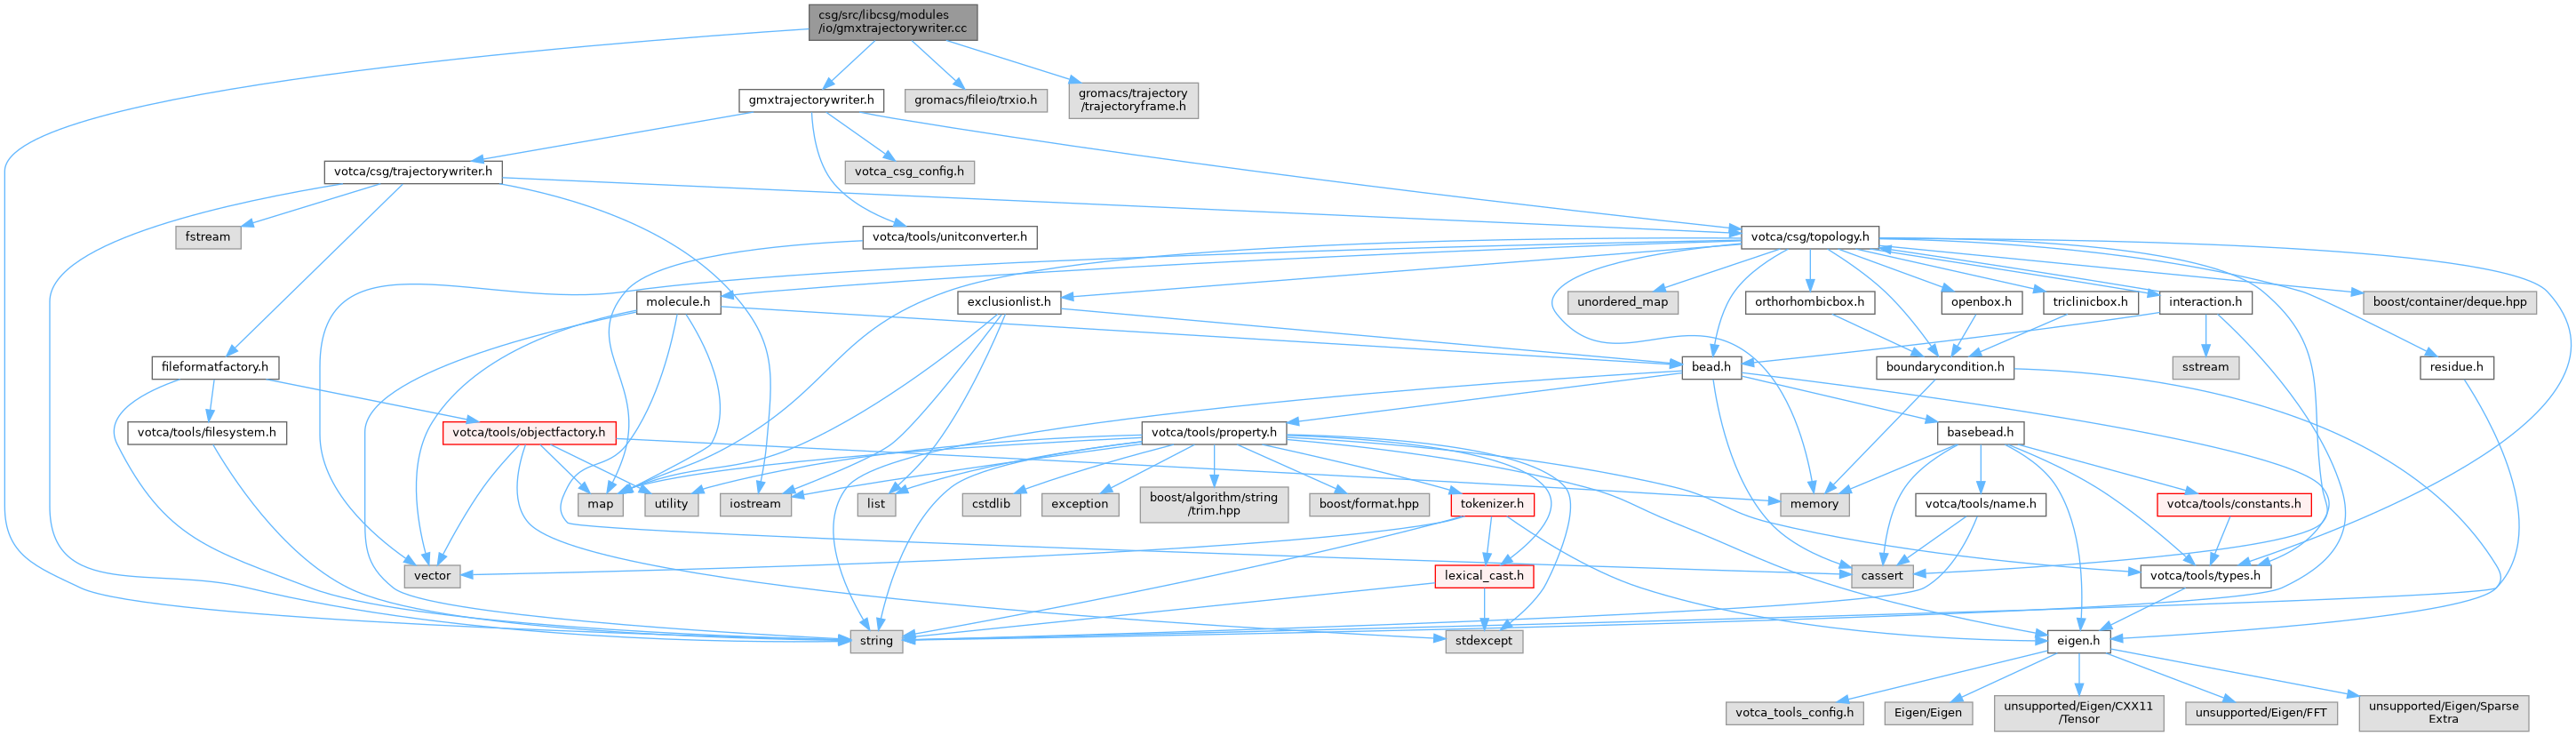 csg/src/libcsg/modules
/io/gmxtrajectorywriter.cc
gmxtrajectorywriter.h
gromacs/fileio/trxio.h
gromacs/trajectory
/trajectoryframe.h
votca/csg/trajectorywriter.h
votca_csg_config.h
fstream
votca/tools/unitconverter.h
votca/csg/topology.h
molecule.h
exclusionlist.h
unordered_map
orthorhombicbox.h
openbox.h
triclinicbox.h
interaction.h
boost/container/deque.hpp
fileformatfactory.h
bead.h
boundarycondition.h
sstream
residue.h
votca/tools/filesystem.h
votca/tools/objectfactory.h
votca/tools/property.h
basebead.h
map
utility
iostream
list
cstdlib
exception
boost/algorithm/string
/trim.hpp
boost/format.hpp
tokenizer.h
memory
votca/tools/name.h
votca/tools/constants.h
vector
lexical_cast.h
cassert
votca/tools/types.h
string
stdexcept
eigen.h
votca_tools_config.h
Eigen/Eigen
unsupported/Eigen/CXX11
/Tensor
unsupported/Eigen/FFT
unsupported/Eigen/Sparse
Extra